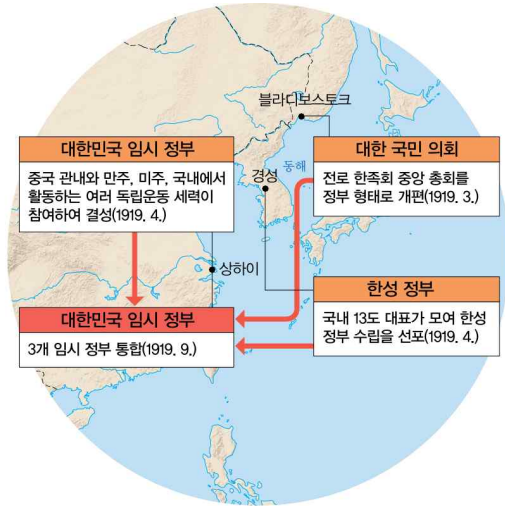 블라디보스토크
대한민국 임시 정부
중국 관내와 만주, 미주, 국내에서
활동하는 여러 독립운동 세력이
참여하여 결성(1919. 4.)
대한 국민 의회
전로 한족회 중앙 총회를
정부 형태로 개편(1919. 3.)
경성
동해
상하이
대한민국 임시 정부
3개 임시 정부 통합(1919. 9.)
한성 정부
국내 13도 대표가 모여 한성
정부 수립을 선포(1919. 4.)